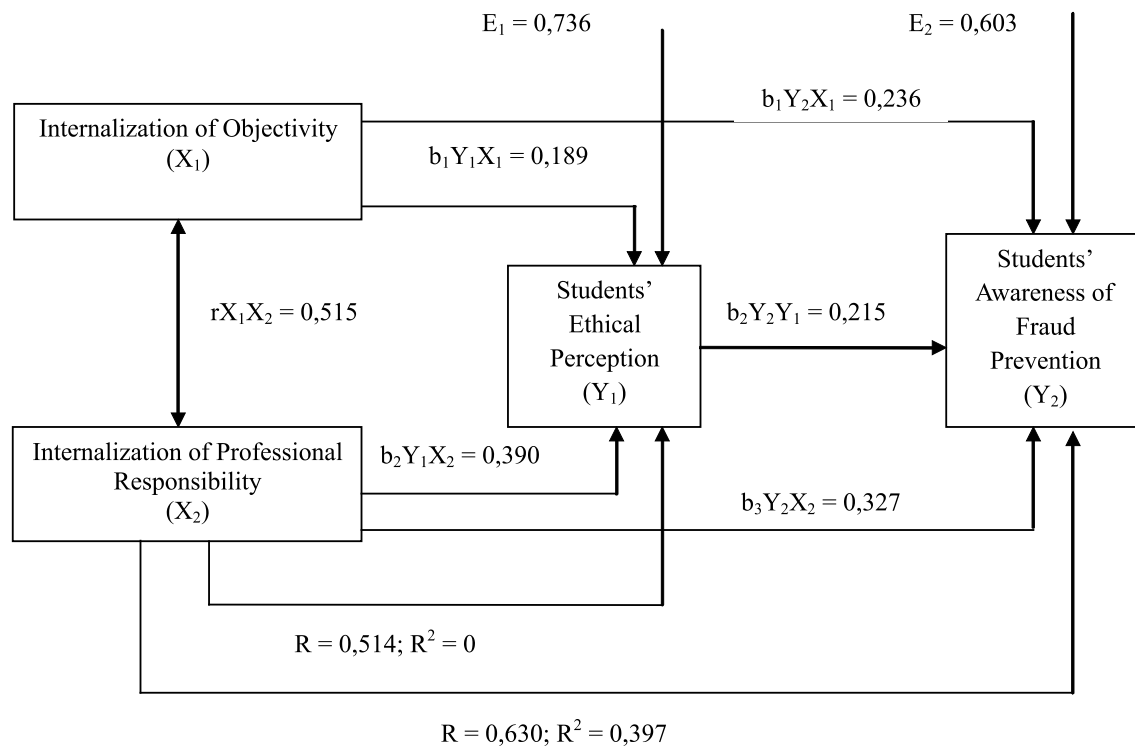 E₁ = 0,736
E₂ = 0,603
b₁Y₂X₁ = 0,236
Internalization of Objectivity
(X₁)
b₁Y₁X₁ = 0,189
Students’
Ethical
Perception
(Y₁)
Students’
Awareness of
Fraud
Prevention
(Y₂)
rX₁X₂ = 0,515
b₂Y₂Y₁ = 0,215
Internalization of Professional
Responsibility
(X₂)
b₂Y₁X₂ = 0,390
b₃Y₂X₂ = 0,327
R = 0,514; R² = 0
R = 0,630; R² = 0,397